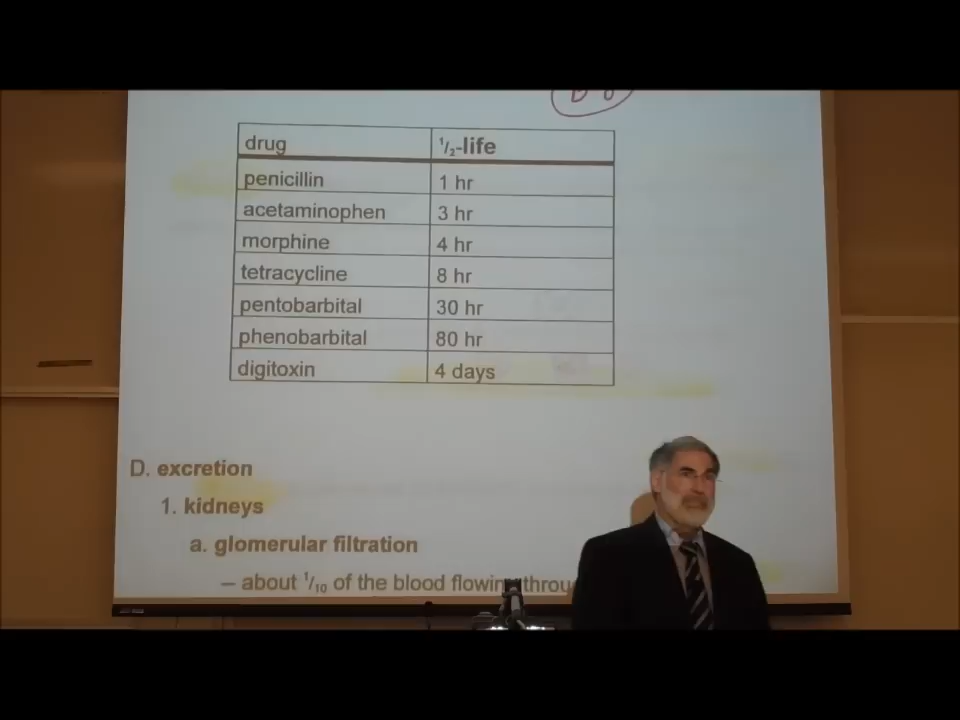 drug ½-life
penicillin 1 hr
acetaminophen 3 hr
morphine 4 hr
tetracycline 8 hr
pentobarbital 30 hr
phenobarbital 80 hr
digitoxin 4 days
D. excretion
1. kidneys
a. glomerular filtration
– about 1/10 of the blood flowing